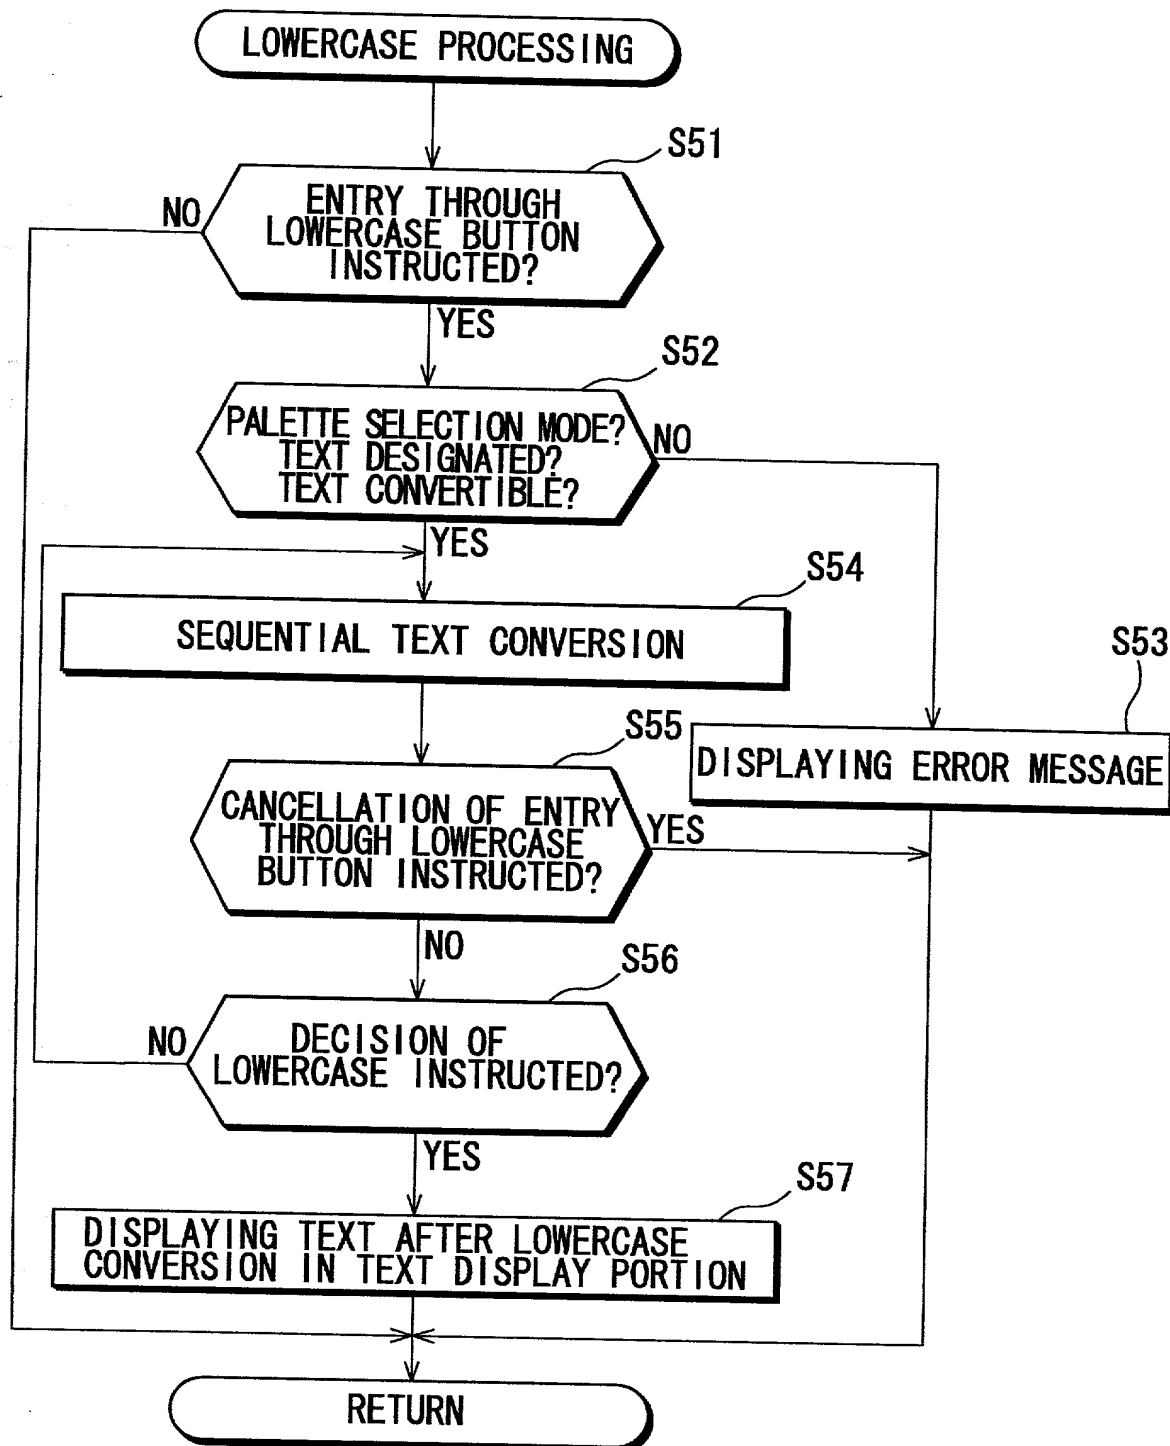 LOWERCASE PROCESSING
S51
ENTRY THROUGH
LOWERCASE BUTTON
INSTRUCTED?
NO
YES
S52
PALETTE SELECTION MODE?
TEXT DESIGNATED?
TEXT CONVERTIBLE?
NO
YES
S54
SEQUENTIAL TEXT CONVERSION
S53
DISPLAYING ERROR MESSAGE
S55
CANCELLATION OF ENTRY
THROUGH LOWERCASE
BUTTON INSTRUCTED?
YES
NO
S56
DECISION OF
LOWERCASE INSTRUCTED?
NO
YES
S57
DISPLAYING TEXT AFTER LOWERCASE
CONVERSION IN TEXT DISPLAY PORTION
RETURN